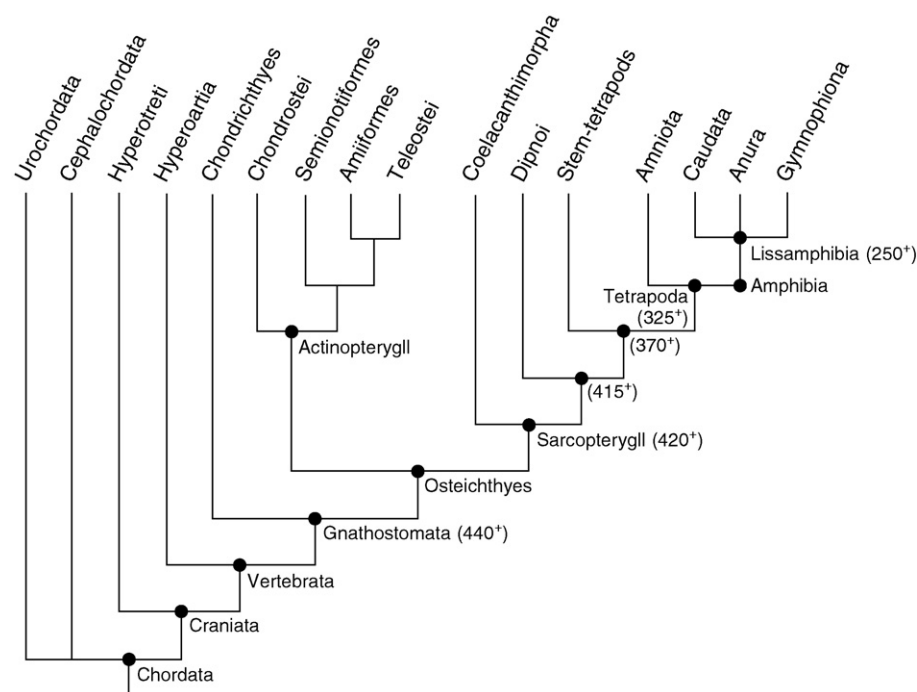 Urochordata
Cephalochordata
Hyperotreti
Hyperoartia
Chondrichthyes
Chondrostei
Semionotiformes
Amiiformes
Teleostei
Coelacanthimorpha
Dipnoi
Stem-tetrapods
Amniota
Caudata
Anura
Gymnophiona
Lissamphibia (250⁺)
Amphibia
Tetrapoda
(325⁺)
(370⁺)
Actinopterygll
(415⁺)
Sarcopterygll (420⁺)
Osteichthyes
Gnathostomata (440⁺)
Vertebrata
Craniata
Chordata